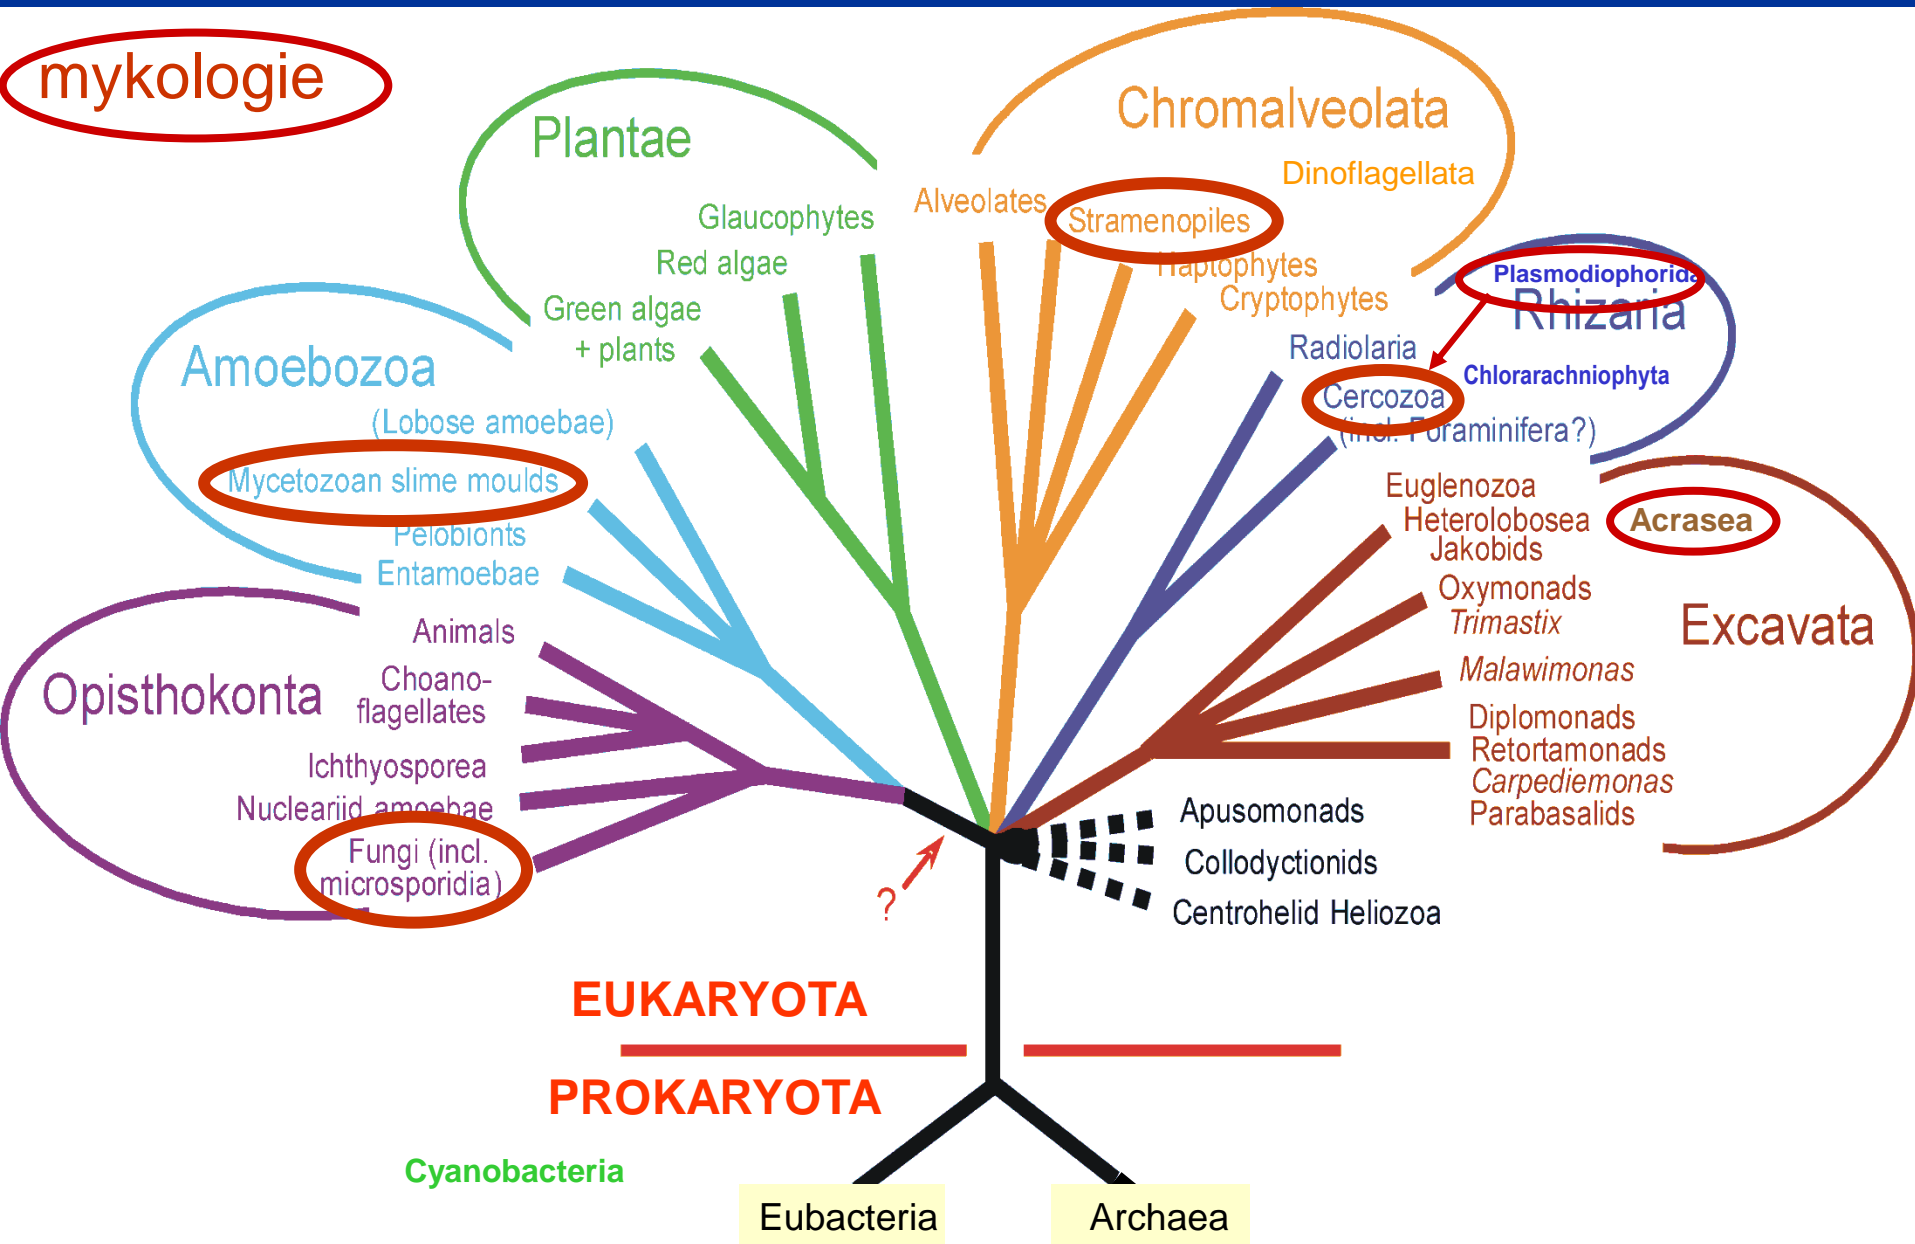 mykologie
Plantae
Glaucophytes
Red algae
Green algae
+ plants
Chromalveolata
Dinoflagellata
Alveolates
Stramenopiles
Haptophytes
Cryptophytes
Plasmodiophorida
Rhizaria
Radiolaria
Chlorarachniophyta
Cercozoa
(incl. Foraminifera?)
Amoebozoa
(Lobose amoebae)
Mycetozoan slime moulds
Pelobionts
Entamoebae
Euglenozoa
Heterolobosea
Acrasea
Jakobids
Oxymonads
Trimastix
Excavata
Malawimonas
Diplomonads
Retortamonads
Carpediemonas
Parabasalids
Opisthokonta
Animals
Choano-
flagellates
Ichthyosporea
Nucleariid amoebae
Fungi (incl.
microsporidia)
Apusomonads
Collodyctionids
Centrohelid Heliozoa
?
EUKARYOTA
PROKARYOTA
Cyanobacteria
Eubacteria
Archaea